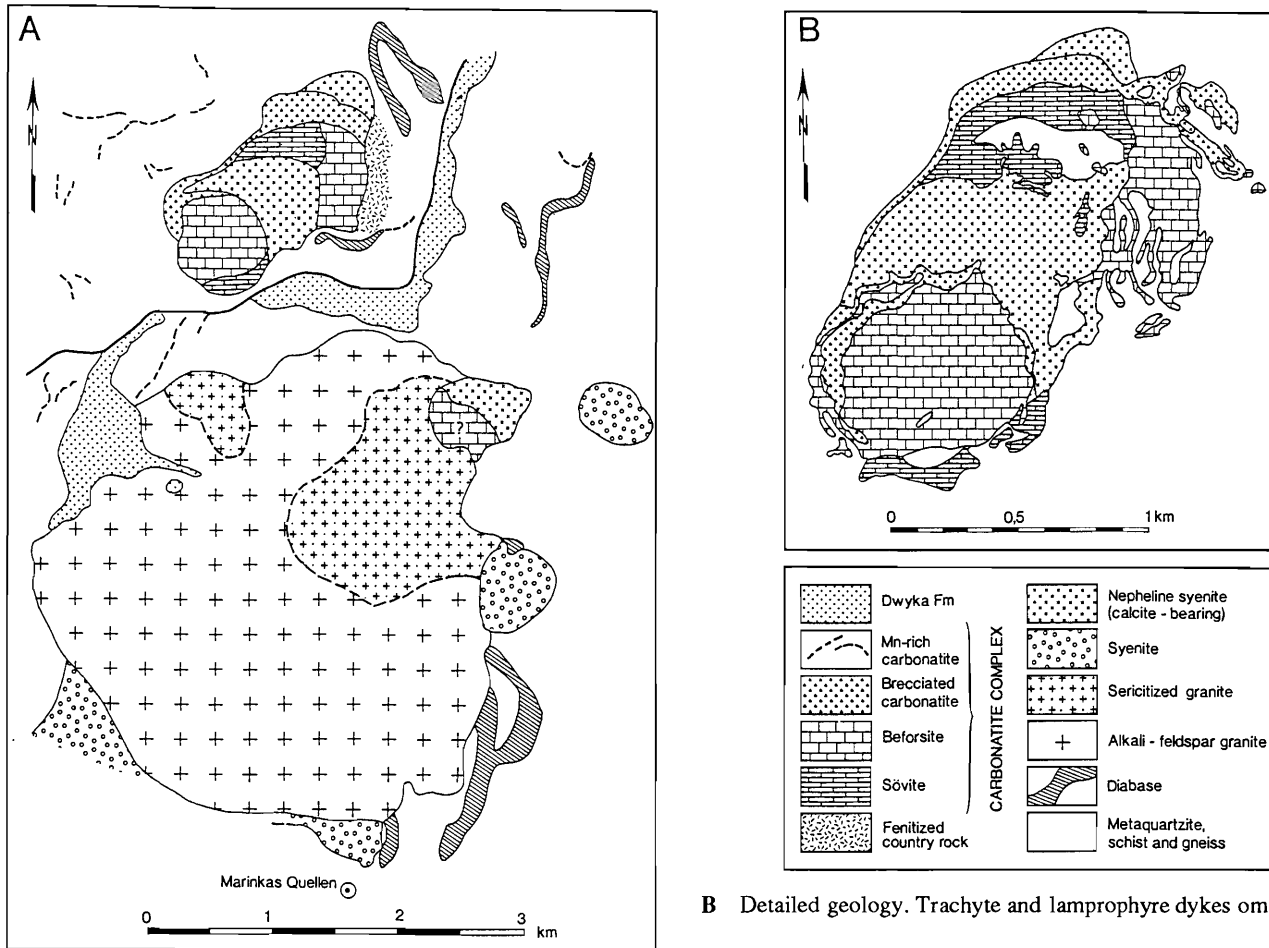 A
N
?
Marinkas Quellen
0 1 2 3
km
B
N
0 0,5 1 km
Dwyka Fm
Mn-rich
carbonatite
Brecciated
carbonatite
Beforsite
Sövite
Fenitized
country rock
CARBONATITE COMPLEX
Nepheline syenite
(calcite - bearing)
Syenite
Sericitized granite
Alkali - feldspar granite
Diabase
Metaquartzite,
schist and gneiss
B Detailed geology. Trachyte and lamprophyre dykes om